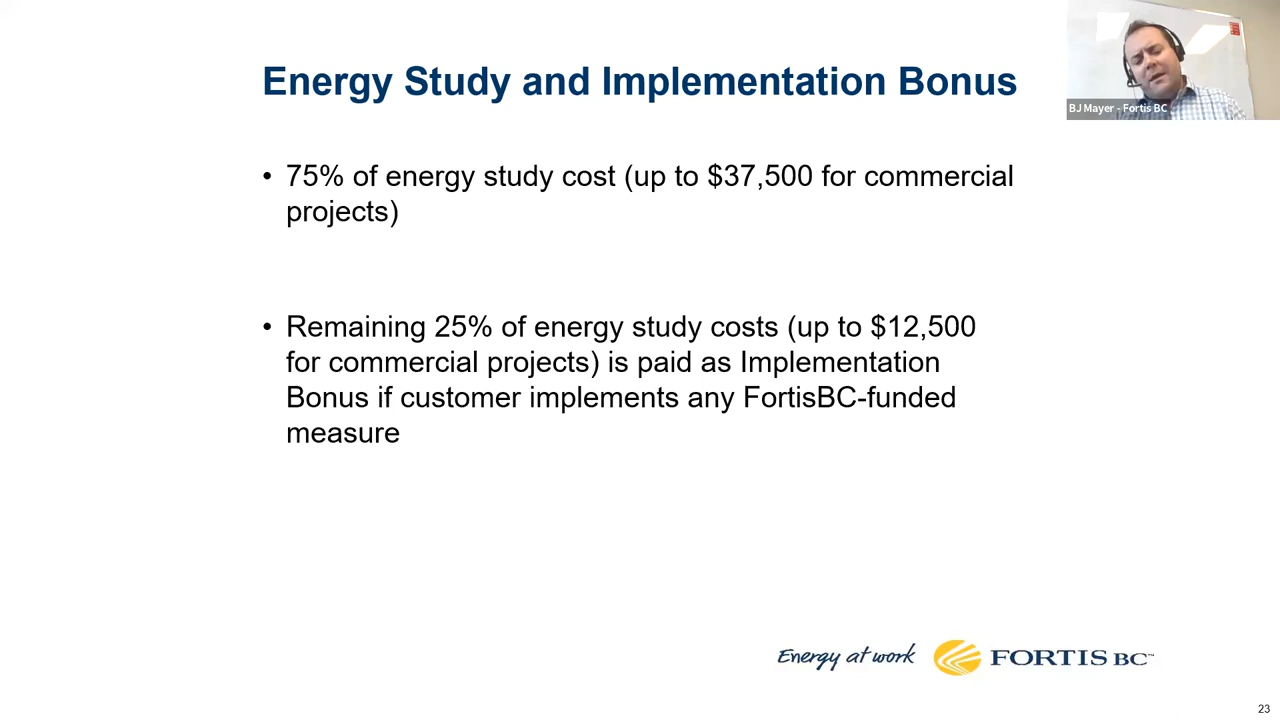 Energy Study and Implementation Bonus
BJ Mayer - Fortis BC
• 75% of energy study cost (up to $37,500 for commercial
projects)
• Remaining 25% of energy study costs (up to $12,500
for commercial projects) is paid as Implementation
Bonus if customer implements any FortisBC-funded
measure
Energy at work
FORTIS BC™
23